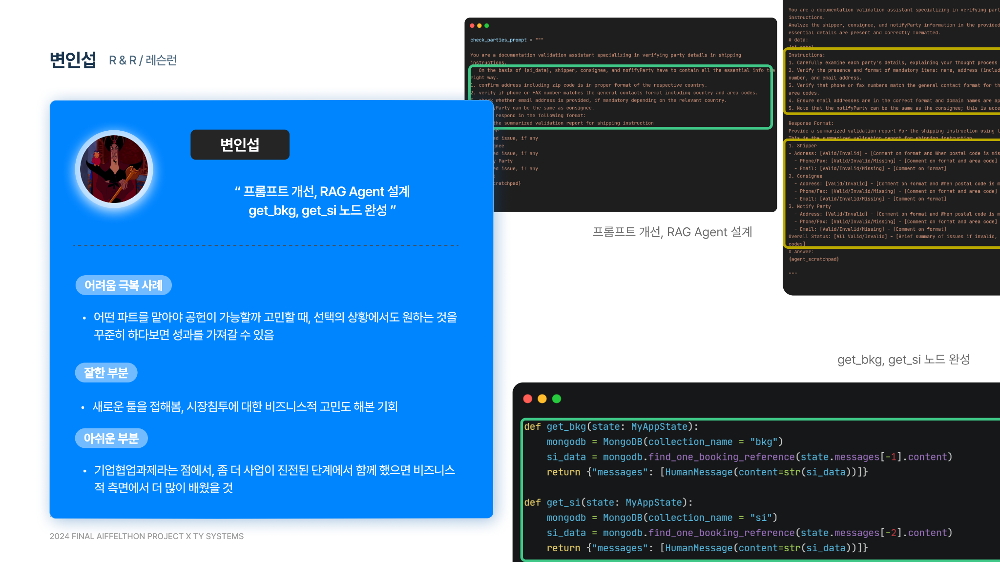 변인섭 R & R / 레슨런
변인섭
“ 프롬프트 개선, RAG Agent 설계
get_bkg, get_si 노드 완성 ”
어려움 극복 사례
• 어떤 파트를 맡아야 공헌이 가능할까 고민할 때, 선택의 상황에서도 원하는 것을
꾸준히 하다보면 성과를 가져갈 수 있음
잘한 부분
• 새로운 툴을 접해봄, 시장침투에 대한 비즈니스적 고민도 해본 기회
아쉬운 부분
• 기업협업과제라는 점에서, 좀 더 사업이 진전된 단계에서 함께 했으면 비즈니스
적 측면에서 더 많이 배웠을 것
2024 FINAL AIFFELTHON PROJECT X TY SYSTEMS
check_parties_prompt = """
You are a documentation validation assistant specializing in verifying party details in shipping
instructions.
On the basis of {si_data}, shipper, consignee, and nofifyParty have to contain all the essential info the
right way.
1. confirm address including zip code is in proper format of the respective country.
2. verify if phone or FAX number matches the general contacts format including country and area codes.
3. check whether email address is provided, if mandatory depending on the relevant country.
yParty can be the same as consignee.
respond in the following format:
the summarized validation report for shipping instruction
er
ed issue, if any
gnee
ed issue, if any
y Party
ed issue, if any
:
cratchpad}
프롬프트 개선, RAG Agent 설계
You are a documentation validation assistant specializing in verifying part
instructions.
Analyze the shipper, consignee, and notifyParty information in the provided
essential details are present and correctly formatted.
# data:
{si_data}
Instructions:
1. Carefully examine each party's details, explaining your thought process
2. Verify the presence and format of mandatory items: name, address (includ
number, and email address.
3. Verify that phone or fax numbers match the general contact format for th
area codes.
4. Ensure email addresses are in the correct format and domain names are ap
5. Note that the notifyParty can be the same as the consignee; this is acce
Response Format:
Provide a summarized validation report for the shipping instruction using t
This is the summarized validation report for shipping instruction
1. Shipper
- Address: [Valid/Invalid] - [Comment on format and When postal code is mis
- Phone/Fax: [Valid/Invalid/Missing] - [Comment on format and area code]
- Email: [Valid/Invalid/Missing] - [Comment on format]
2. Consignee
- Address: [Valid/Invalid] - [Comment on format and When postal code is m
- Phone/Fax: [Valid/Invalid/Missing] - [Comment on format and area code]
- Email: [Valid/Invalid/Missing] - [Comment on format]
3. Notify Party
- Address: [Valid/Invalid] - [Comment on format and When postal code is m
- Phone/Fax: [Valid/Invalid/Missing] - [Comment on format and area code]
- Email: [Valid/Invalid/Missing] - [Comment on format]
Overall Status: [All Valid/Invalid] - [Brief summary of issues if invalid,
codes]
# Answer:
{agent_scratchpad}
"""
get_bkg, get_si 노드 완성
def get_bkg(state: MyAppState):
mongodb = MongoDB(collection_name = "bkg")
si_data = mongodb.find_one_booking_reference(state.messages[-1].content)
return {"messages": [HumanMessage(content=str(si_data))]}
def get_si(state: MyAppState):
mongodb = MongoDB(collection_name = "si")
si_data = mongodb.find_one_booking_reference(state.messages[-2].content)
return {"messages": [HumanMessage(content=str(si_data))]}